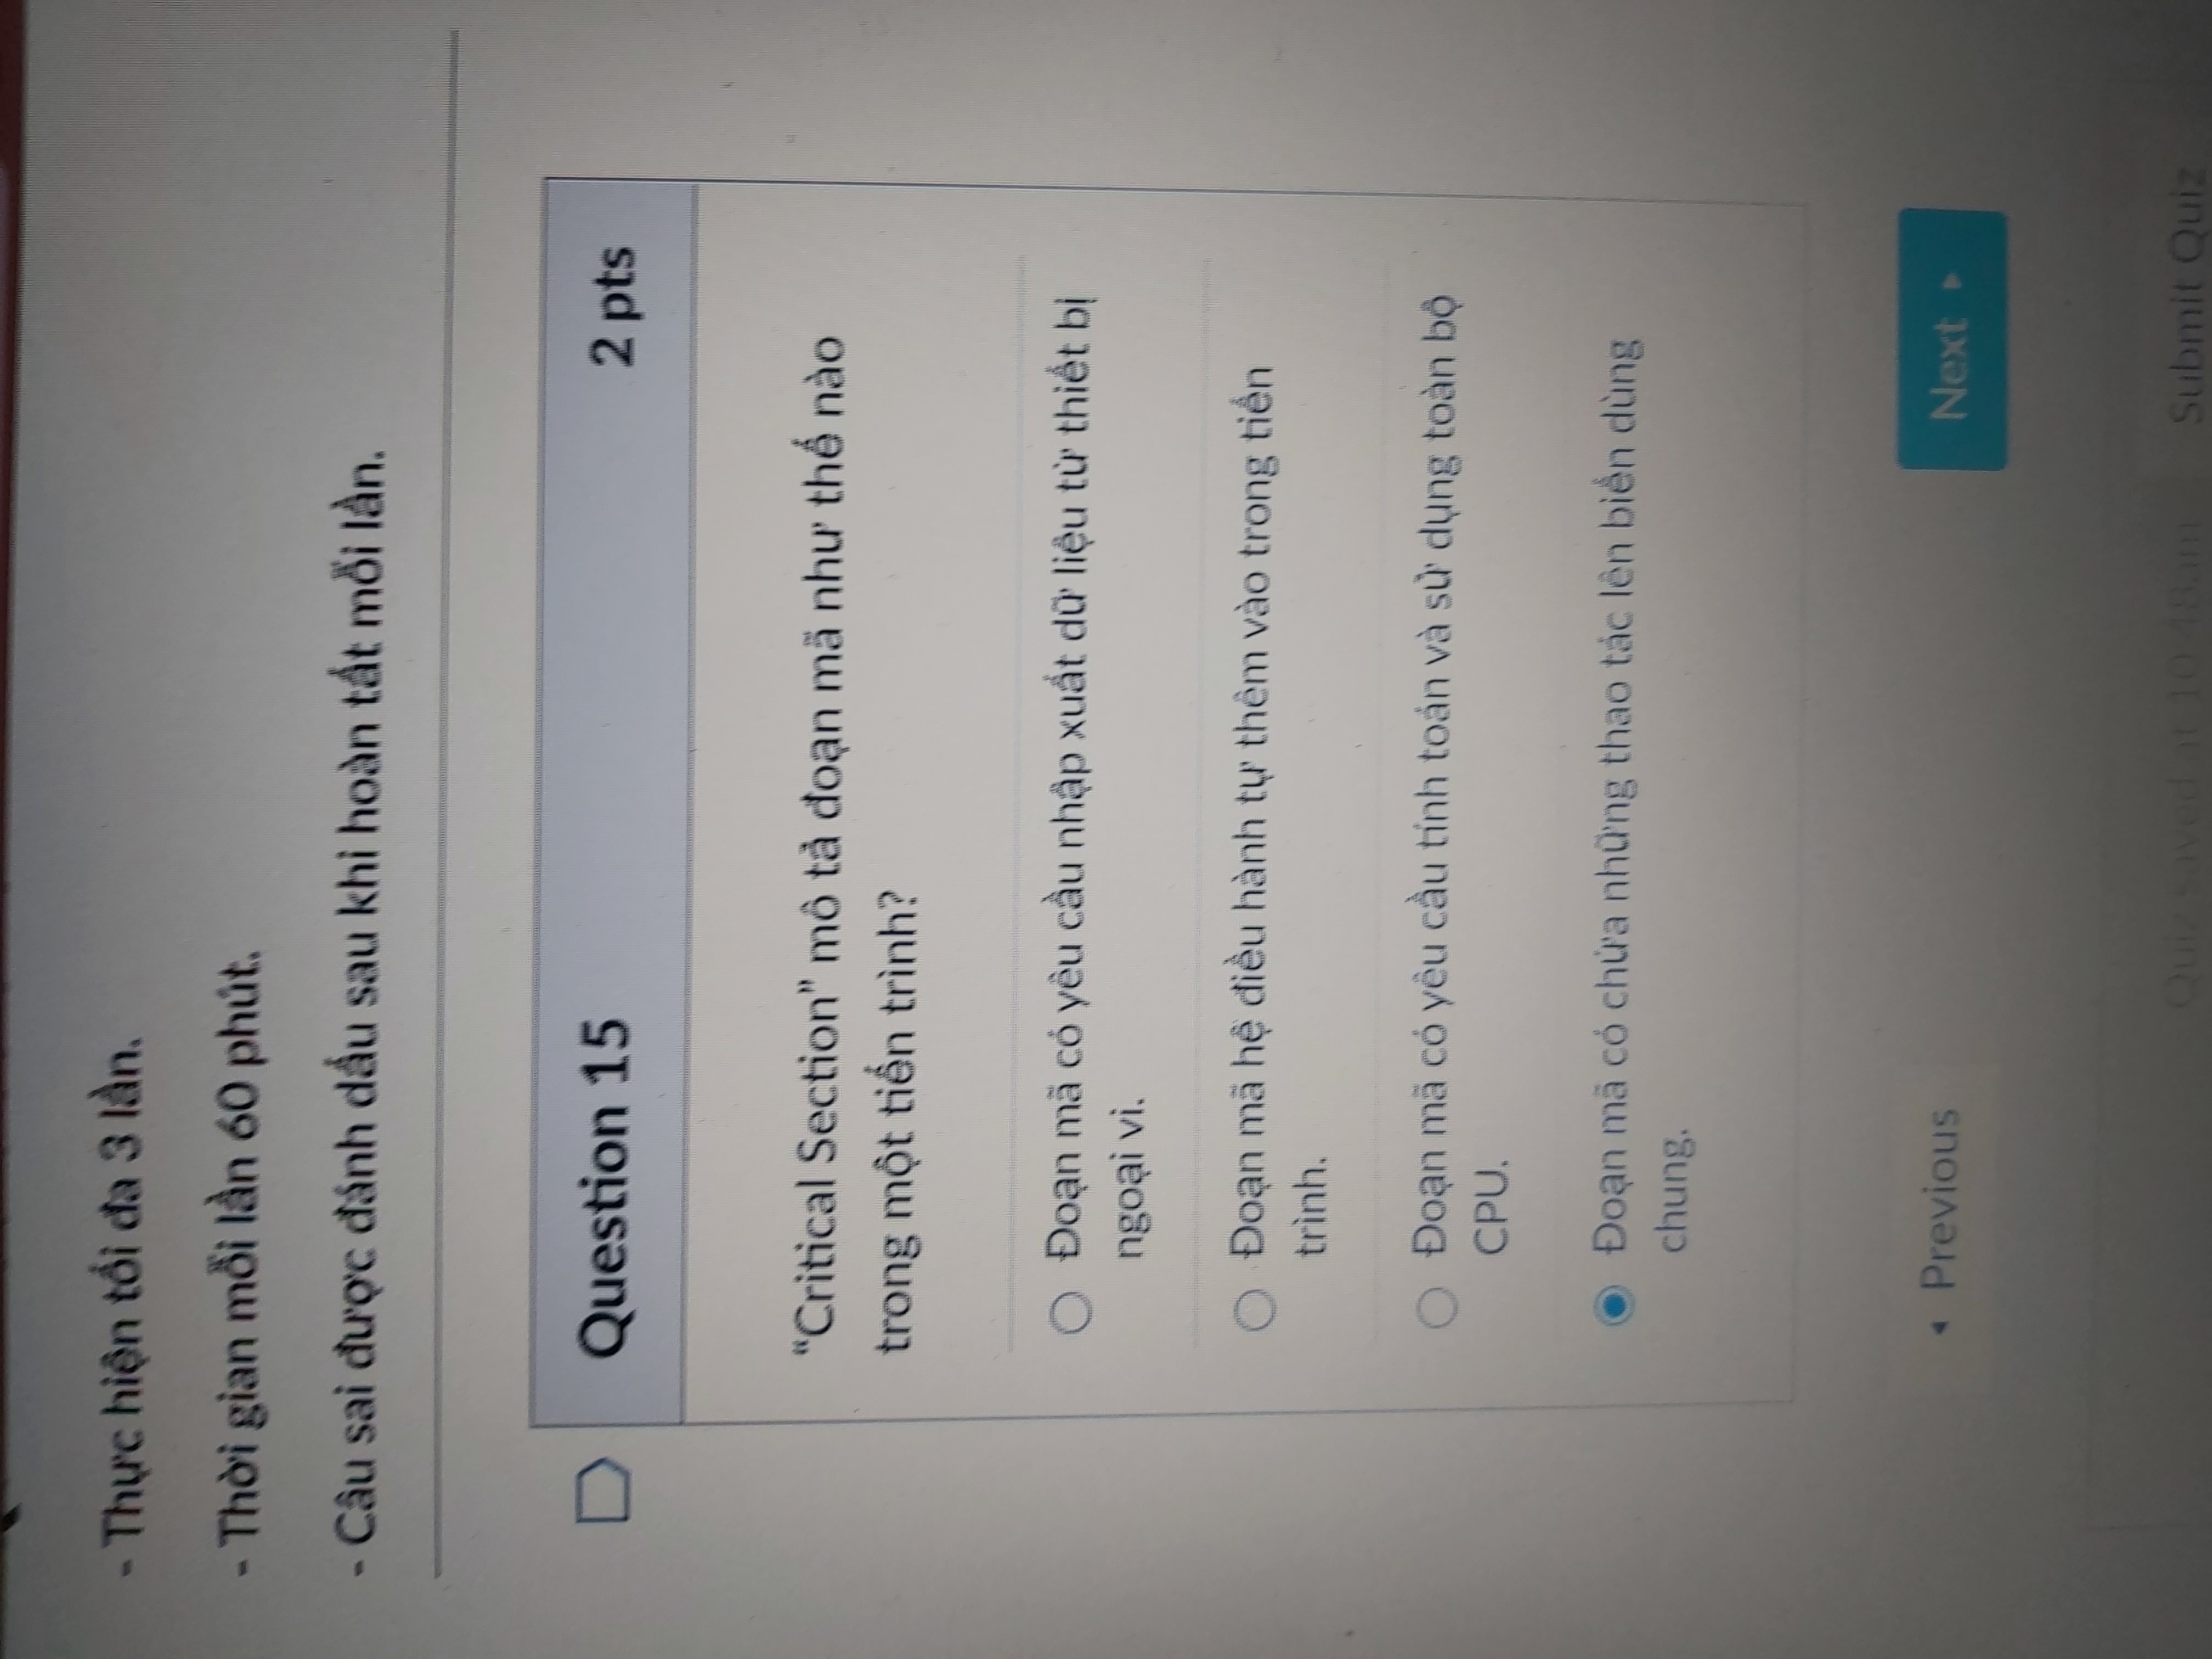 - Thực hiện tối đa 3 lần.
- Thời gian mỗi lần 60 phút.
- Câu sai được đánh dấu sau khi hoàn tất mỗi lần.
Question 15
2 pts
“Critical Section” mô tả đoạn mã như thế nào
trong một tiến trình?
Đoạn mã có yêu cầu nhập xuất dữ liệu từ thiết bị
ngoại vi.
Đoạn mã hệ điều hành tự thêm vào trong tiến
trình.
Đoạn mã có yêu cầu tính toán và sử dụng toàn bộ
CPU.
Đoạn mã có chứa những thao tác lên biến dùng
chung.
Previous
Next
Quiz saved at 10:48am
Submit Quiz